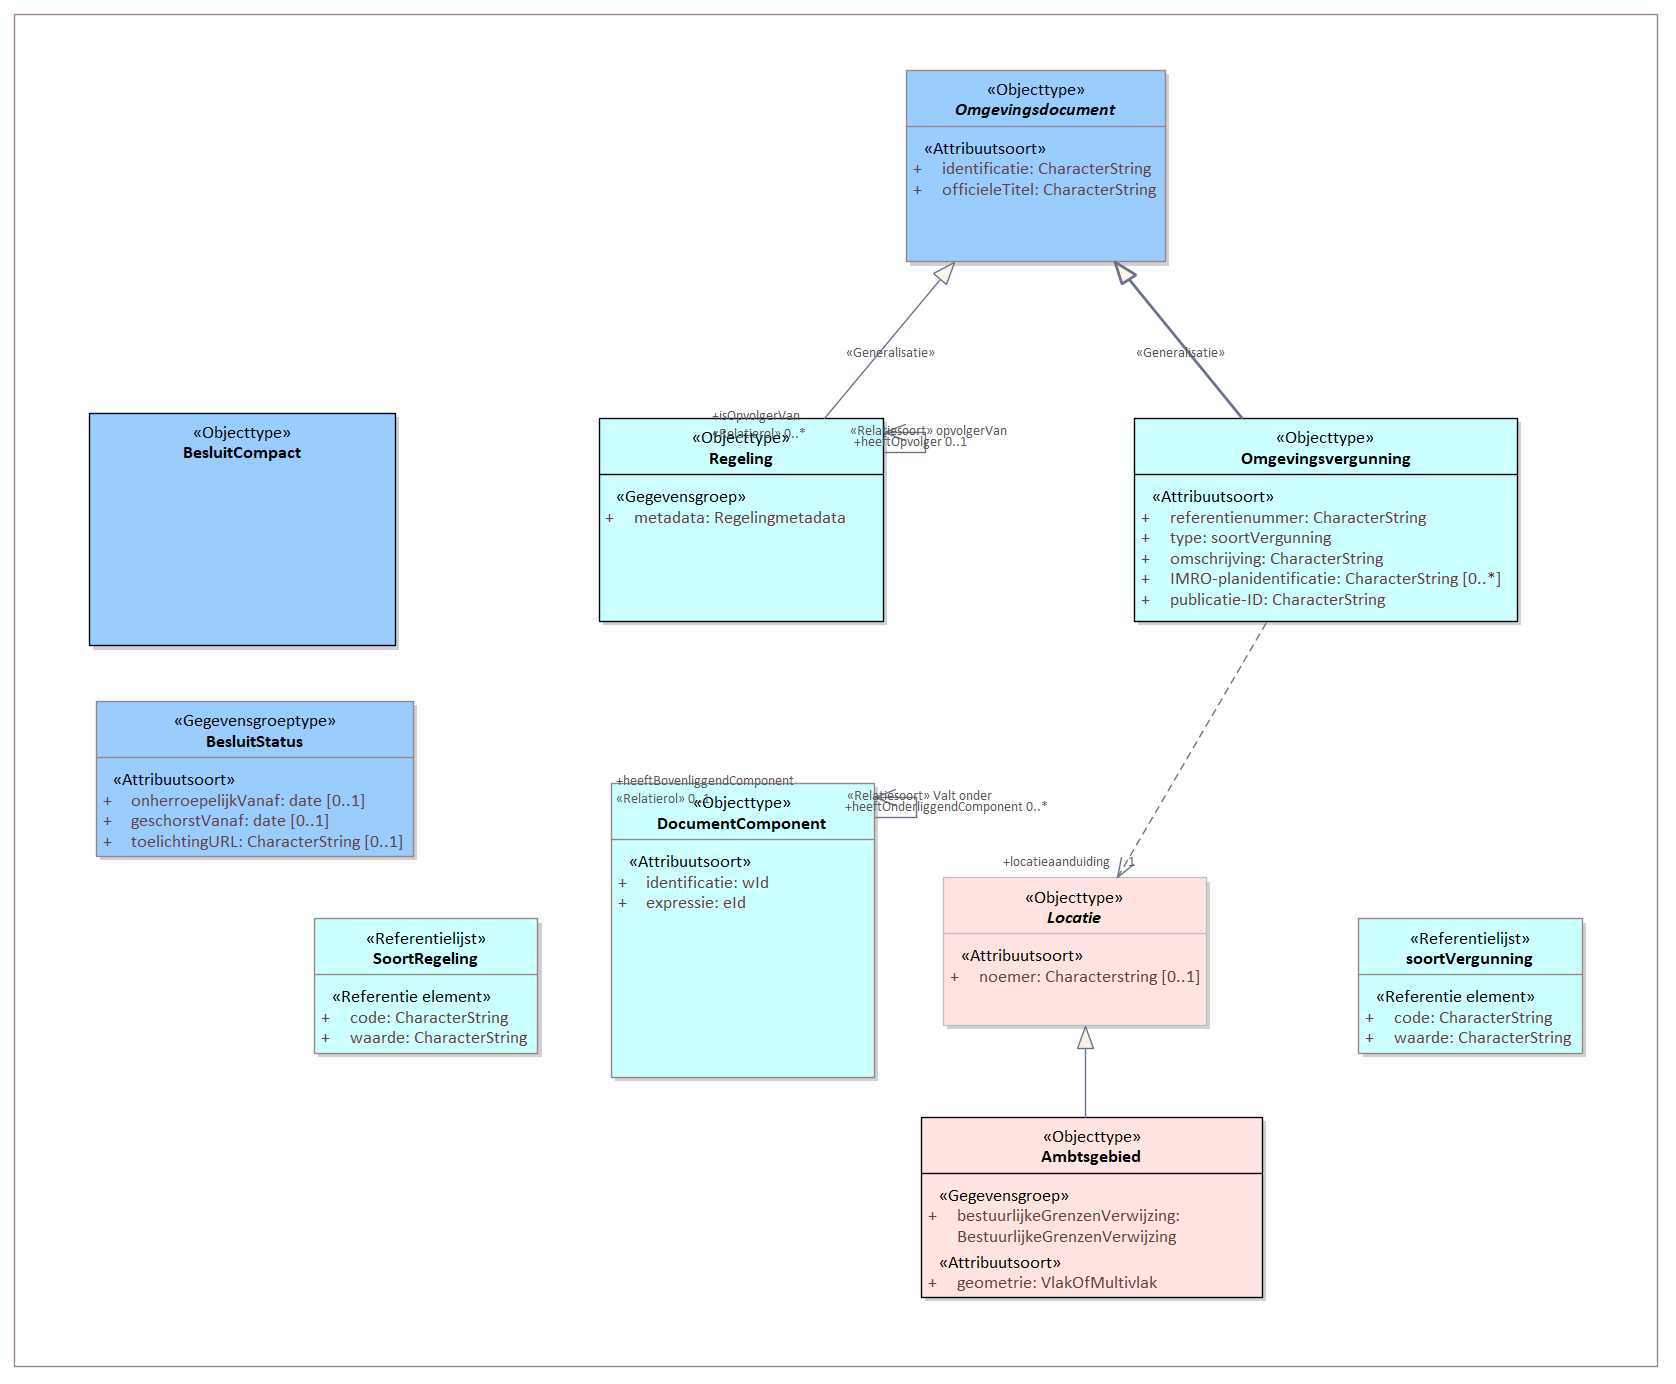 «Objecttype»
Omgevingsdocument
«Attribuutsoort»
+ identificatie: CharacterString
+ officieleTitel: CharacterString
«Generalisatie»
«Generalisatie»
«Objecttype»
BesluitCompact
+isOpvolgerVan
«Relatierol» 0..*
«Objecttype»
Regeling
«Relatiesoort» opvolgerVan
+heeftOpvolger 0..1
«Gegevensgroep»
+ metadata: Regelingmetadata
«Objecttype»
Omgevingsvergunning
«Attribuutsoort»
+ referentienummer: CharacterString
+ type: soortVergunning
+ omschrijving: CharacterString
+ IMRO-planidentificatie: CharacterString [0..*]
+ publicatie-ID: CharacterString
«Gegevensgroeptype»
BesluitStatus
«Attribuutsoort»
+ onherroepelijkVanaf: date [0..1]
+ geschorstVanaf: date [0..1]
+ toelichtingURL: CharacterString [0..1]
+heeftBovenliggendComponent
«Relatierol» 0..1
«Objecttype»
DocumentComponent
«Relatiesoort» Valt onder
+heeftOnderliggendComponent 0..*
«Attribuutsoort»
+ identificatie: wId
+ expressie: eId
+locatieaanduiding 1
«Objecttype»
Locatie
«Attribuutsoort»
+ noemer: Characterstring [0..1]
«Referentielijst»
SoortRegeling
«Referentie element»
+ code: CharacterString
+ waarde: CharacterString
«Referentielijst»
soortVergunning
«Referentie element»
+ code: CharacterString
+ waarde: CharacterString
«Objecttype»
Ambtsgebied
«Gegevensgroep»
+ bestuurlijkeGrenzenVerwijzing:
BestuurlijkeGrenzenVerwijzing
«Attribuutsoort»
+ geometrie: VlakOfMultivlak